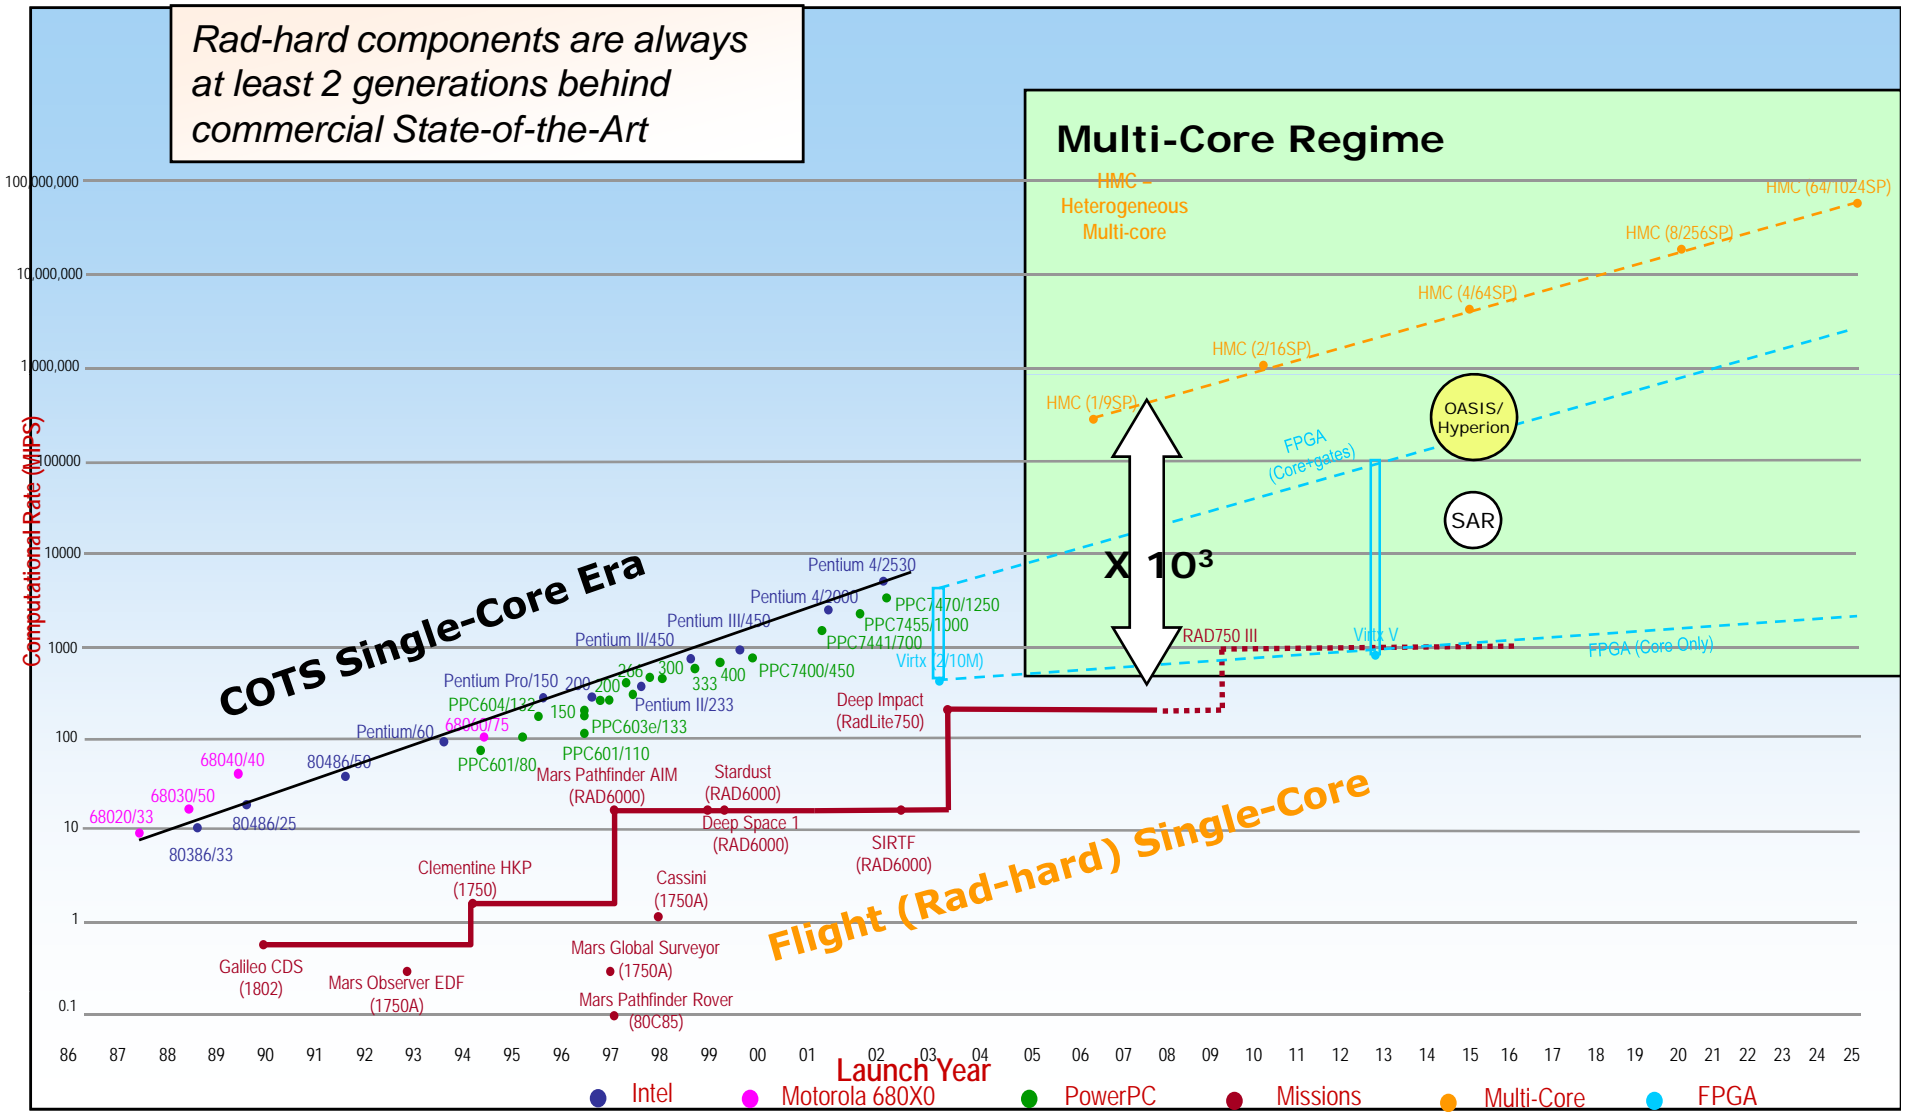 Rad-hard components are always
at least 2 generations behind
commercial State-of-the-Art
Multi-Core Regime
HMC –
Heterogeneous
Multi-core
HMC (64/1024SP)
HMC (8/256SP)
HMC (4/64SP)
HMC (2/16SP)
HMC (1/9SP)
OASIS/
Hyperion
SAR
FPGA
(Core+gates)
X 10³
RAD750 III
Virtx V
FPGA (Core Only)
Virtx (2/10M)
100,000,000
10,000,000
1,000,000
100000
10000
1000
100
10
1
0.1
Computational Rate (MIPS)
COTS Single-Core Era
Pentium 4/2530
Pentium 4/2000
PPC7470/1250
PPC7455/1000
PPC7441/700
Pentium III/450
Pentium II/450
PPC7400/450
266
300
333
400
Pentium Pro/150
200
200
Pentium II/233
PPC604/132
150
PPC603e/133
68060/75
Pentium/60
PPC601/110
PPC601/80
68040/40
80486/50
68030/50
68020/33
80486/25
80386/33
Deep Impact
(RadLite750)
Mars Pathfinder AIM
(RAD6000)
Stardust
(RAD6000)
Deep Space 1
(RAD6000)
SIRTF
(RAD6000)
Flight (Rad-hard) Single-Core
Clementine HKP
(1750)
Cassini
(1750A)
Galileo CDS
(1802)
Mars Observer EDF
(1750A)
Mars Global Surveyor
(1750A)
Mars Pathfinder Rover
(80C85)
86 87 88 89 90 91 92 93 94 95 96 97 98 99 00 01 02 03 04 05 06 07 08 09 10 11 12 13 14 15 16 17 18 19 20 21 22 23 24 25
Launch Year
Intel Motorola 680X0 PowerPC Missions Multi-Core FPGA